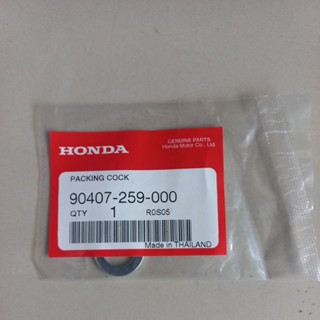 HONDA
GENUINE PARTS
Honda Motor Co., Ltd.
PACKING COCK
90407-259-000
QTY 1 R0S05
Made in THAILAND